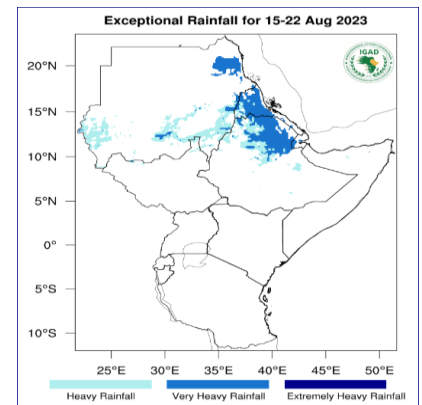 Exceptional Rainfall for 15-22 Aug 2023
IGAD
20°N
15°N
10°N
5°N
0°
5°S
10°S
25°E 30°E 35°E 40°E 45°E 50°E
Heavy Rainfall Very Heavy Rainfall Extremely Heavy Rainfall